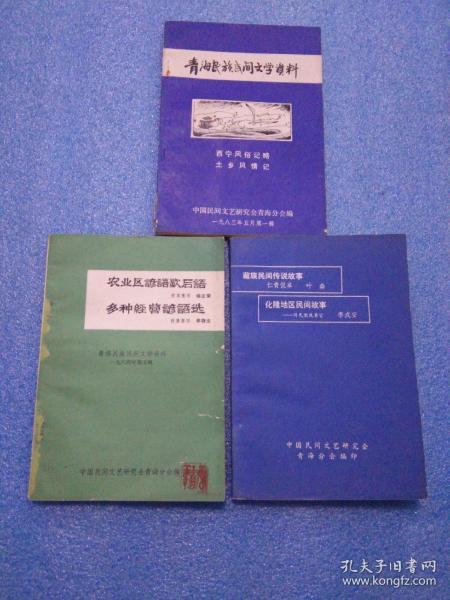 青海民族民间文学资料
西宁风俗记略
土乡风情记
中国民间文艺研究会青海分会编
一九八三年五月第一辑
农业区谚语歇后语
多种经营谚语选
青海民族民间文学资料
中国民间文艺研究会青海分会编
藏族民间传说故事
化隆地区民间故事
李成安
中国民间文艺研究会
青海分会编印
孔夫子旧书网
www.kongfz.com